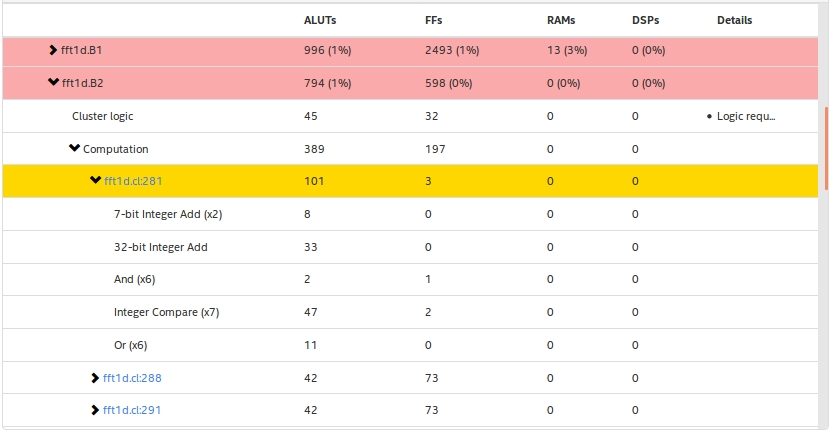 ALUTs FFs RAMs DSPs Details
fft1d.B1 996 (1%) 2493 (1%) 13 (3%) 0 (0%)
fft1d.B2 794 (1%) 598 (0%) 0 (0%) 0 (0%)
Cluster logic 45 32 0 0 • Logic requ...
Computation 389 197 0 0
fft1d.cl:281 101 3 0 0
7-bit Integer Add (x2) 8 0 0 0
32-bit Integer Add 33 0 0 0
And (x6) 2 1 0 0
Integer Compare (x7) 47 2 0 0
Or (x6) 11 0 0 0
fft1d.cl:288 42 73 0 0
fft1d.cl:291 42 73 0 0